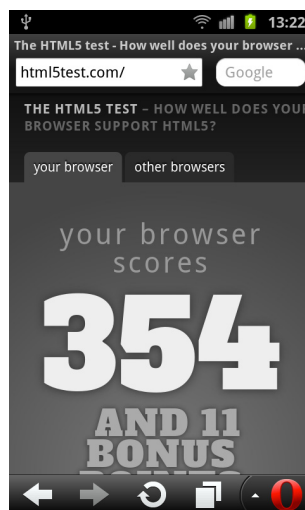 13:22
The HTML5 test - How well does your browser ...
html5test.com/ Google
THE HTML5 TEST – HOW WELL DOES YOUR
BROWSER SUPPORT HTML5?
your browser other browsers
your browser
scores
354
AND 11
BONUS
POINTS